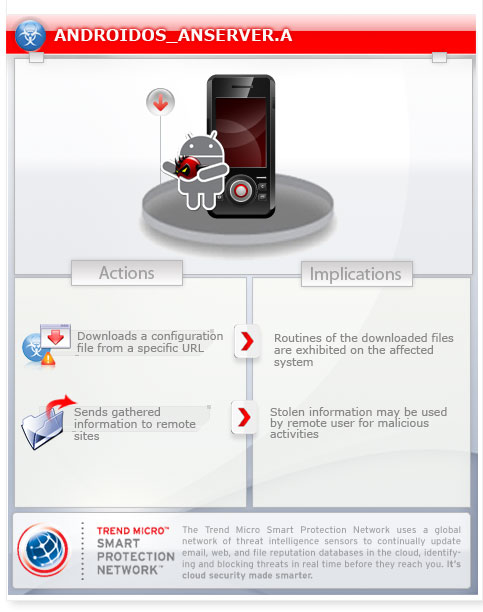 ANDROIDOS_ANSERVER.A
Actions
Implications
Downloads a configuration
file from a specific URL
Routines of the downloaded files
are exhibited on the affected
system
Sends gathered
information to remote
sites
Stolen information may be used
by remote user for malicious
activities
TREND MICRO™
SMART
PROTECTION
NETWORK™
The Trend Micro Smart Protection Network uses a global
network of threat intelligence sensors to continually update
email, web, and file reputation databases in the cloud, identify-
ing and blocking threats in real time before they reach you. It's
cloud security made smarter.